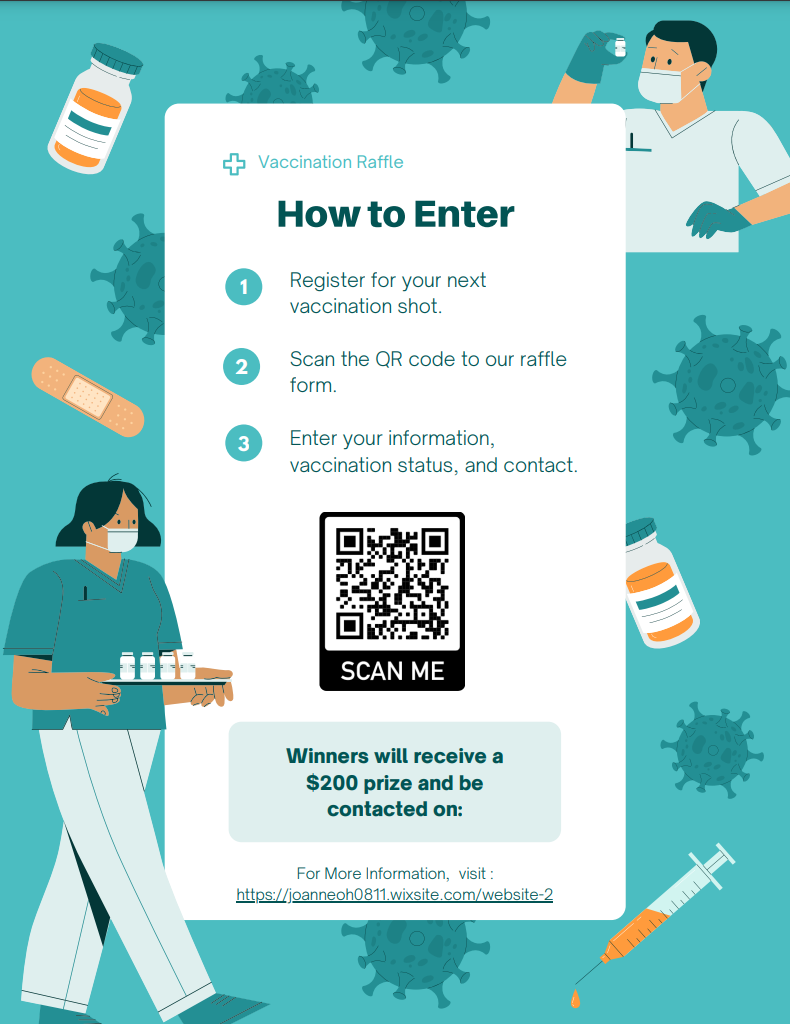 Vaccination Raffle
How to Enter
1
Register for your next
vaccination shot.
2
Scan the QR code to our raffle
form.
3
Enter your information,
vaccination status, and contact.
SCAN ME
Winners will receive a
$200 prize and be
contacted on:
For More Information, visit :
https://joanneoh0811.wixsite.com/website-2